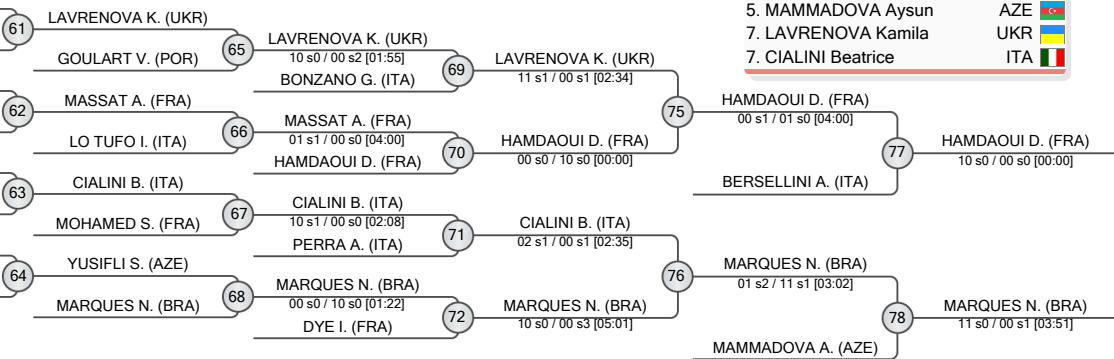 5. MAMMADOVA Aysun AZE
7. LAVRENOVA Kamila UKR
7. CIALINI Beatrice ITA
61
LAVRENOVA K. (UKR)
GOULART V. (POR)
65
LAVRENOVA K. (UKR)
10 s0 / 00 s2 [01:55]
BONZANO G. (ITA)
69
LAVRENOVA K. (UKR)
11 s1 / 00 s1 [02:34]
62
MASSAT A. (FRA)
LO TUFO I. (ITA)
66
MASSAT A. (FRA)
01 s1 / 00 s0 [04:00]
HAMDAOUI D. (FRA)
70
HAMDAOUI D. (FRA)
00 s0 / 10 s0 [00:00]
75
HAMDAOUI D. (FRA)
00 s1 / 01 s0 [04:00]
BERSELLINI A. (ITA)
77
HAMDAOUI D. (FRA)
10 s0 / 00 s0 [00:00]
63
CIALINI B. (ITA)
MOHAMED S. (FRA)
67
CIALINI B. (ITA)
10 s1 / 00 s0 [02:08]
PERRA A. (ITA)
71
CIALINI B. (ITA)
02 s1 / 00 s1 [02:35]
64
YUSIFLI S. (AZE)
MARQUES N. (BRA)
68
MARQUES N. (BRA)
00 s0 / 10 s0 [01:22]
DYE I. (FRA)
72
MARQUES N. (BRA)
10 s0 / 00 s3 [05:01]
76
MARQUES N. (BRA)
01 s2 / 11 s1 [03:02]
MAMMADOVA A. (AZE)
78
MARQUES N. (BRA)
11 s0 / 00 s1 [03:51]